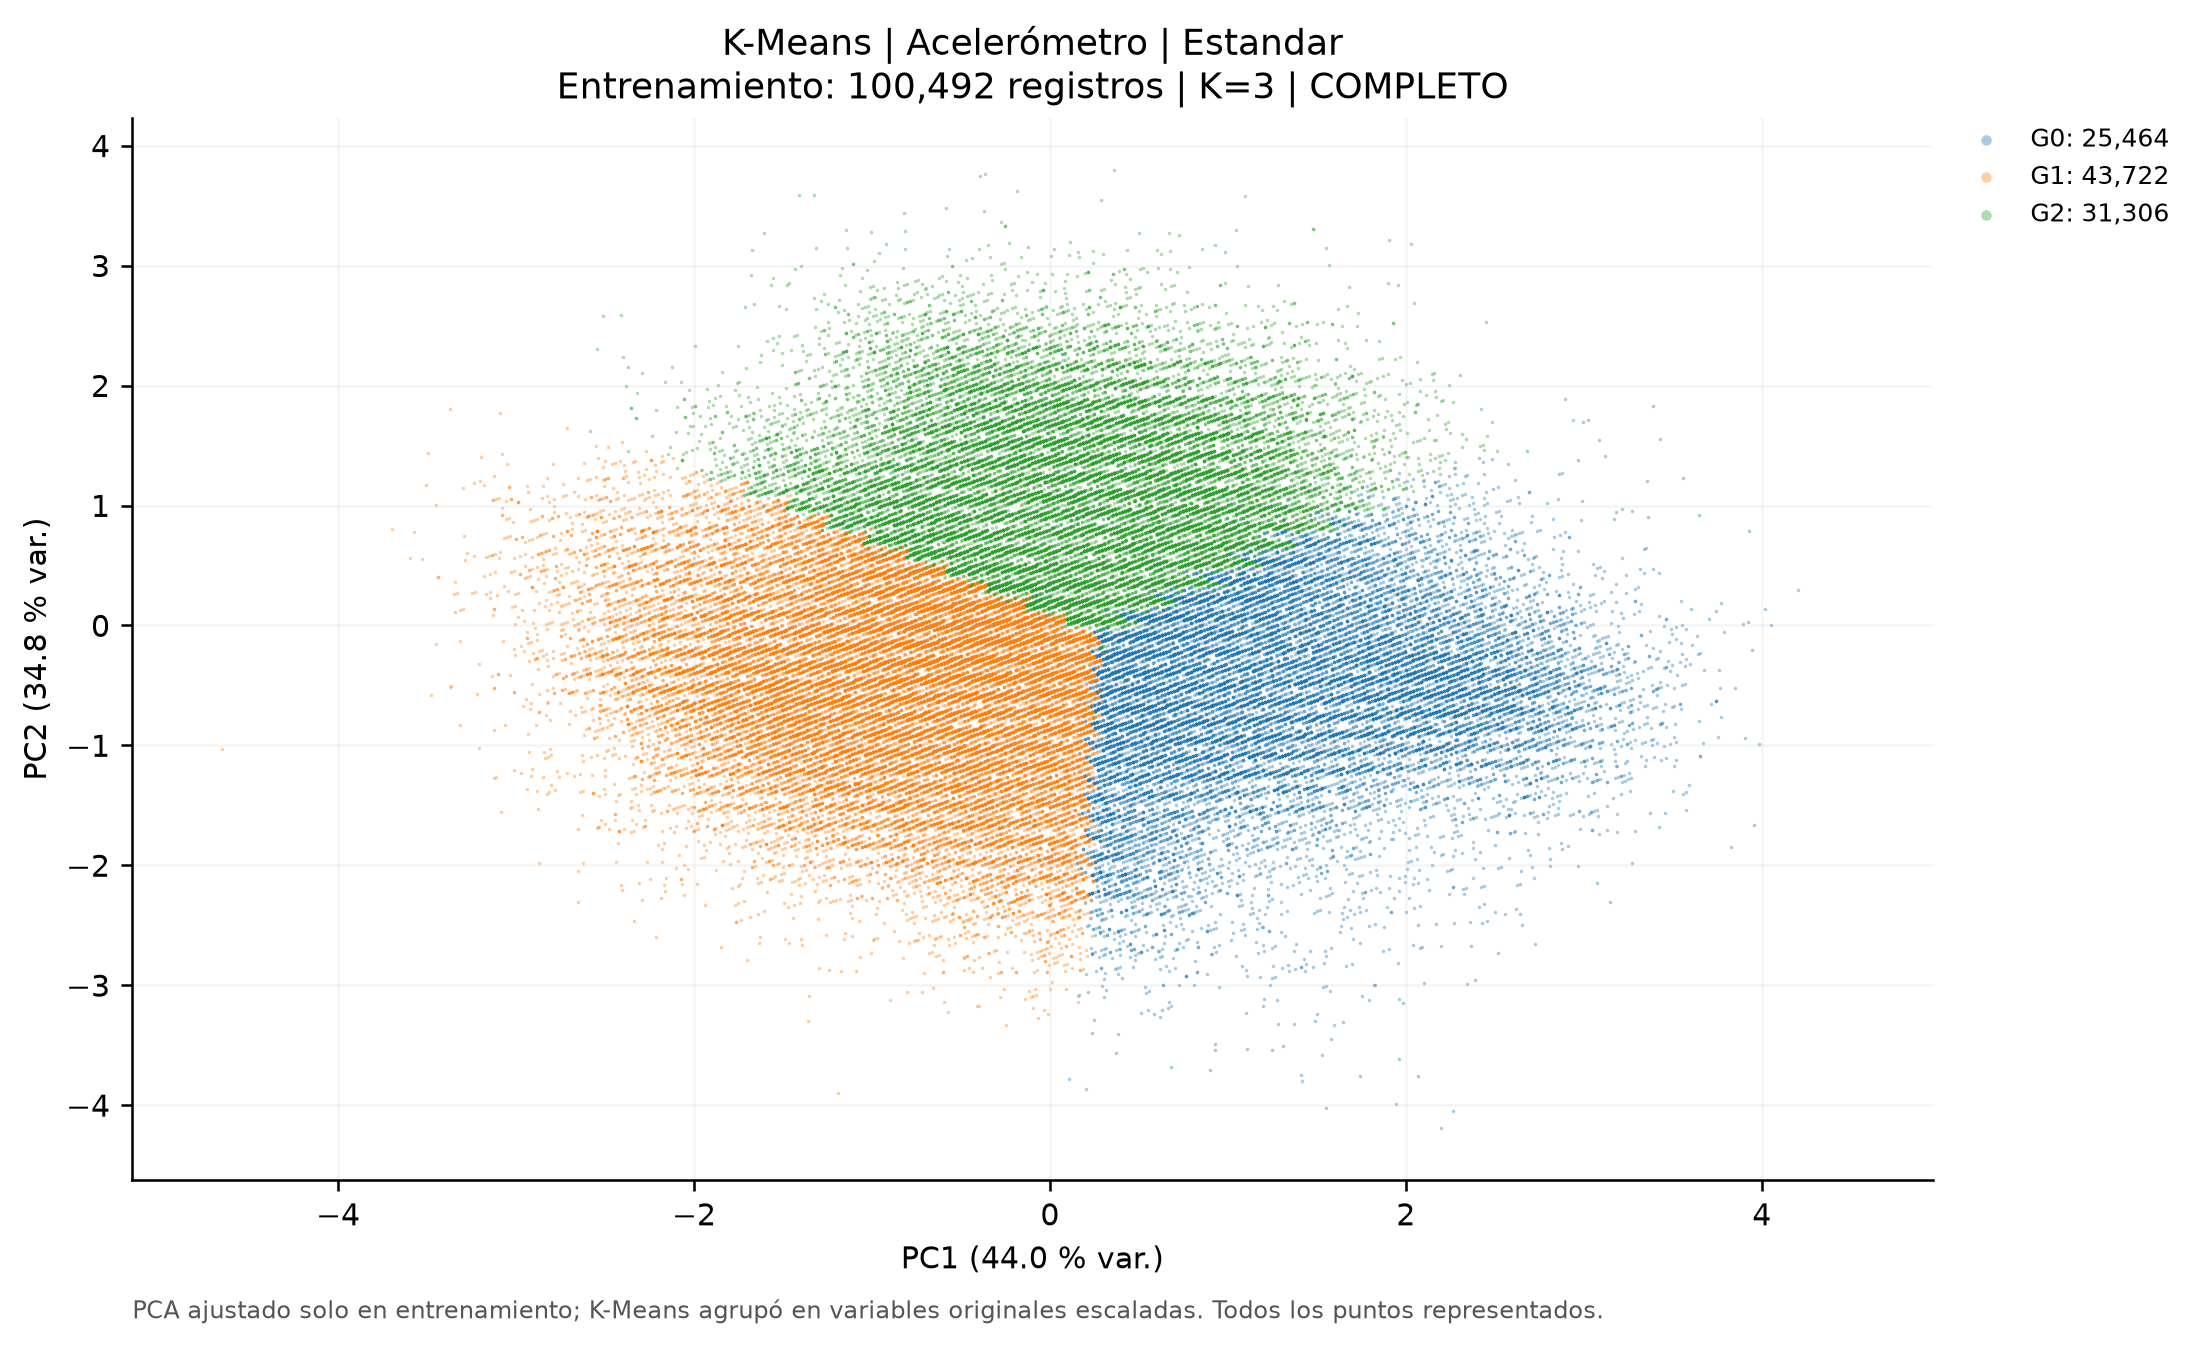 K-Means | Acelerómetro | Estandar
Entrenamiento: 100,492 registros | K=3 | COMPLETO
G0: 25,464
G1: 43,722
G2: 31,306
4
3
2
1
0
−1
−2
−3
−4
PC2 (34.8 % var.)
−4
−2
0
2
4
PC1 (44.0 % var.)
PCA ajustado solo en entrenamiento; K-Means agrupó en variables originales escaladas. Todos los puntos representados.